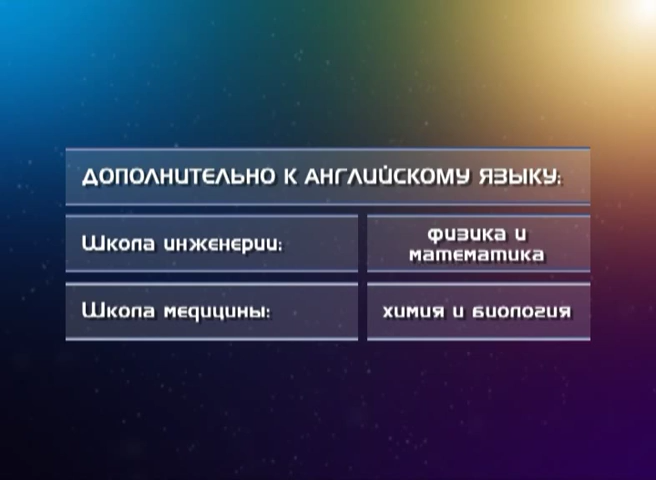 ДОПОЛНИТЕЛЬНО К АНГЛИЙСКОМУ ЯЗЫКУ:
Школа инженерии:
физика и
математика
Школа медицины:
химия и биология